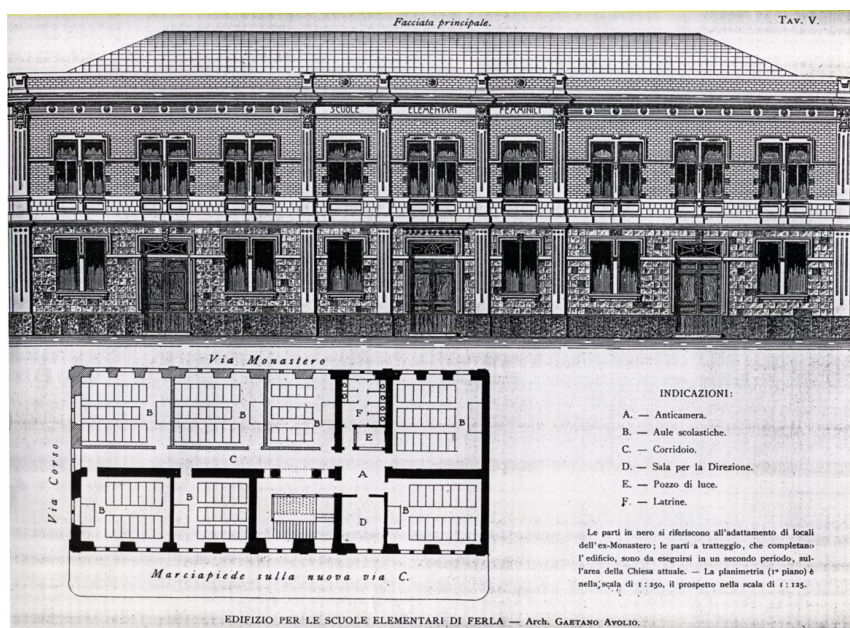 Facciata principale.
TAV. V.
SCUOLE ELEMENTARI FEMMINILI
Via Monastero
Via Corso
B B B F B
E
C
A
B B D B
Marciapiede sulla nuova via C.
INDICAZIONI:
A. — Anticamera.
B. — Aule scolastiche.
C. — Corridoio.
D. — Sala per la Direzione.
E. — Pozzo di luce.
F. — Latrine.
Le parti in nero si riferiscono all'adattamento di locali
dell'ex-Monastero; le parti a tratteggio, che completano
l'edificio, sono da eseguirsi in un secondo periodo, sul-
l'area della Chiesa attuale. — La planimetria (1º piano) è
nella scala di 1 : 250, il prospetto nella scala di 1 : 125.
EDIFIZIO PER LE SCUOLE ELEMENTARI DI FERLA — ARCH. GAETANO AVOLIO.